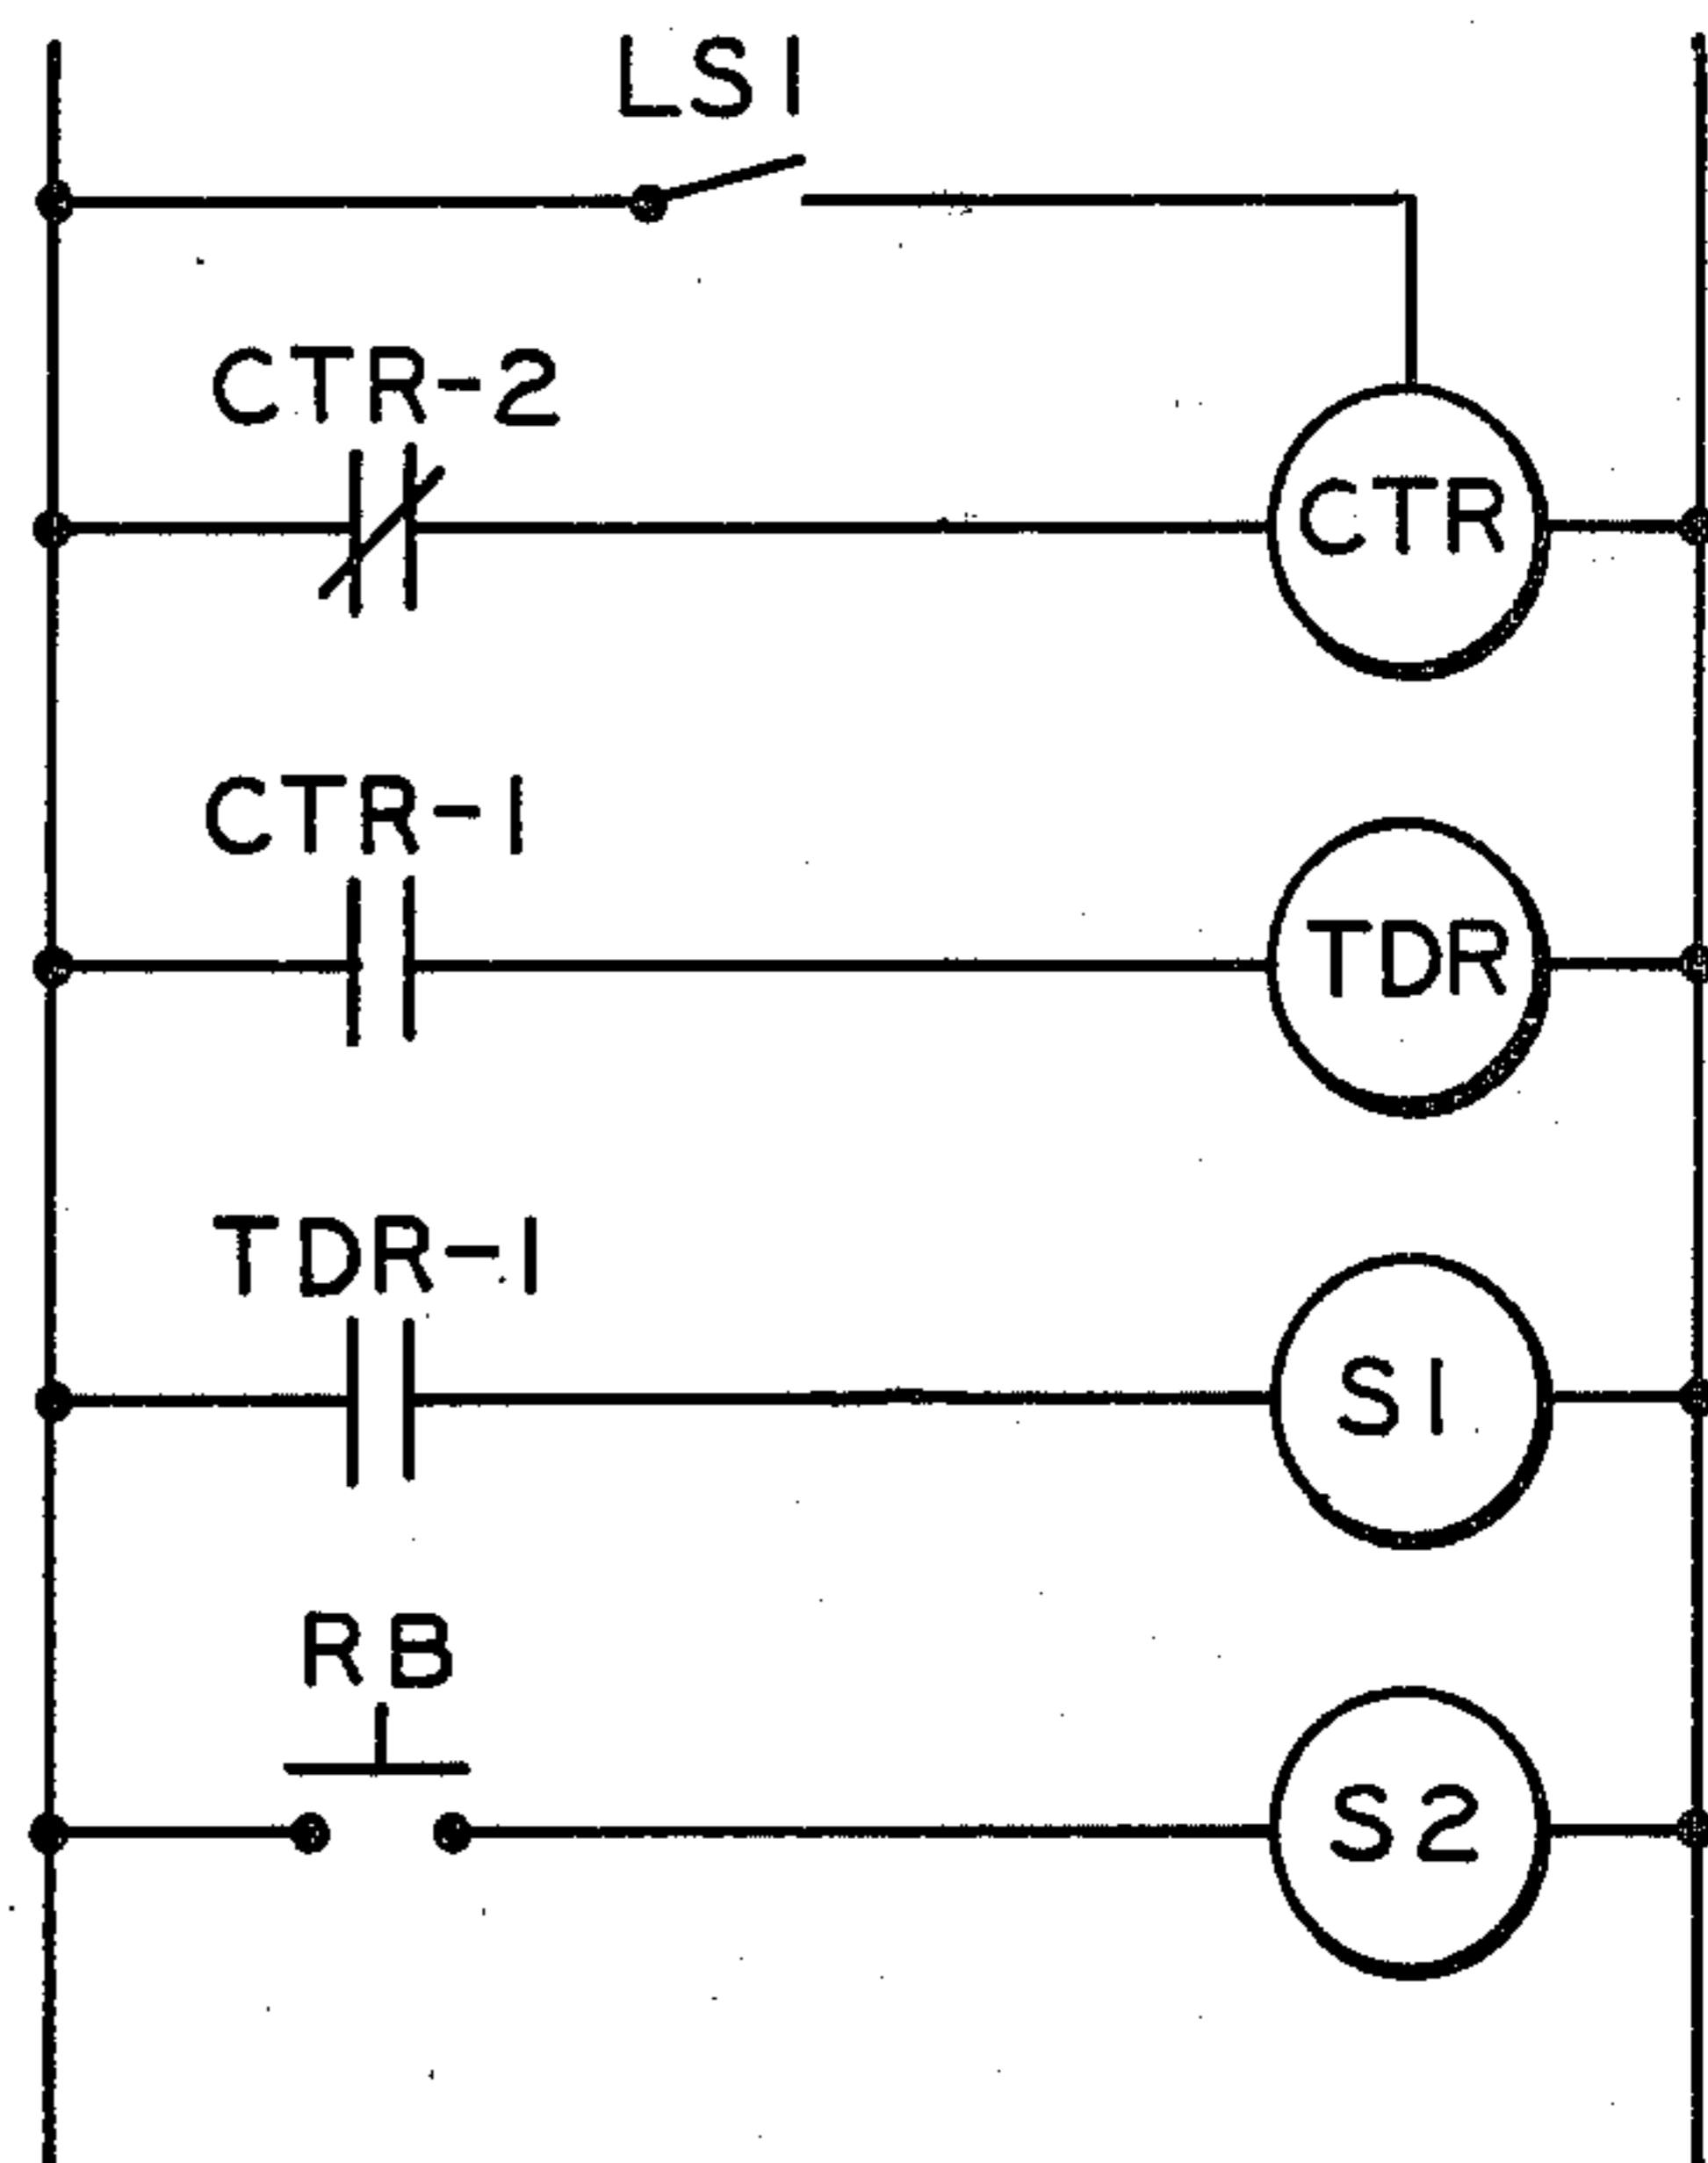 LS1
CTR-2
CTR
CTR-1
TDR
TDR-1
S1
RB
S2